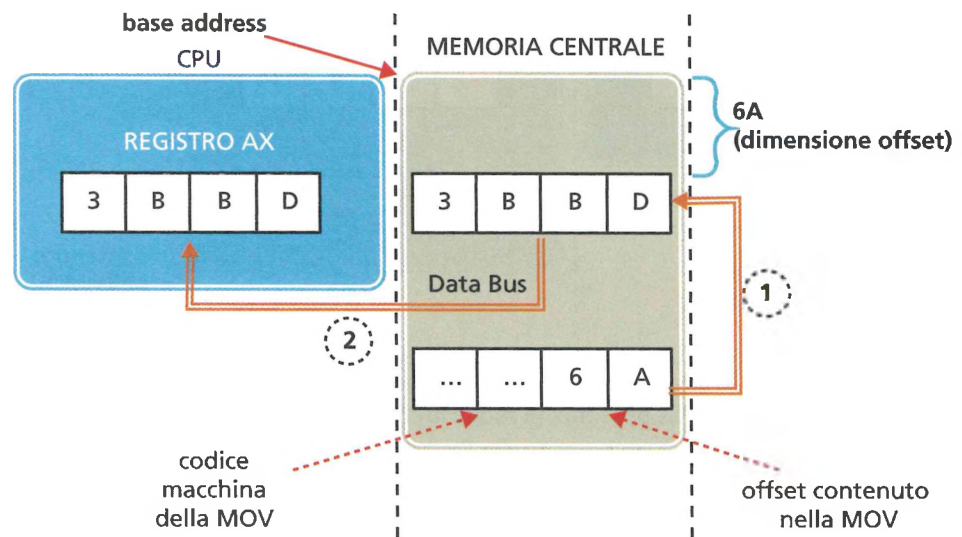 base address
CPU
MEMORIA CENTRALE
6A
(dimensione offset)
REGISTRO AX
3 B B D
3 B B D
Data Bus
1
2
... ... 6 A
codice
macchina
della MOV
offset contenuto
nella MOV